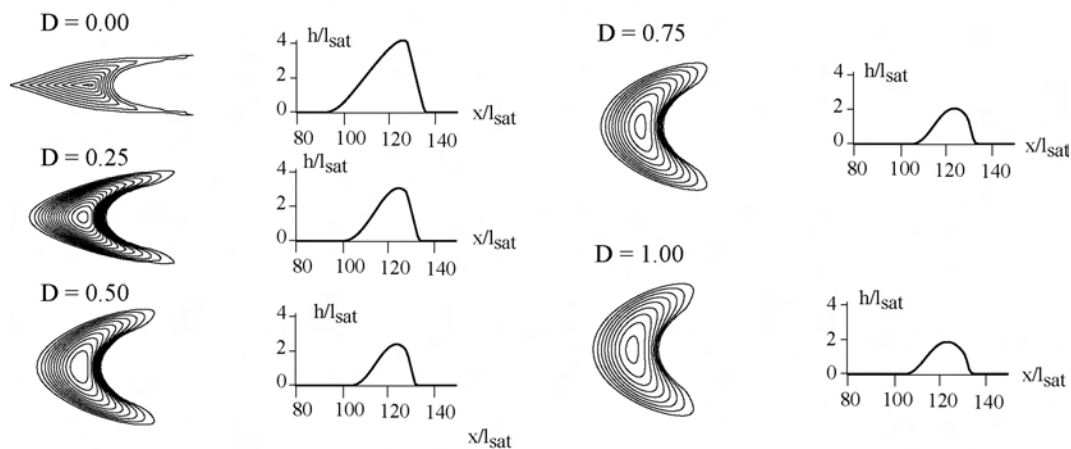 D = 0.00
h/lsat
4
2
0
80 100 120 140
x/lsat
D = 0.25
h/lsat
4
2
0
80 100 120 140
x/lsat
D = 0.50
h/lsat
4
2
0
80 100 120 140
x/lsat
D = 0.75
h/lsat
4
2
0
80 100 120 140
x/lsat
D = 1.00
h/lsat
4
2
0
80 100 120 140
x/lsat